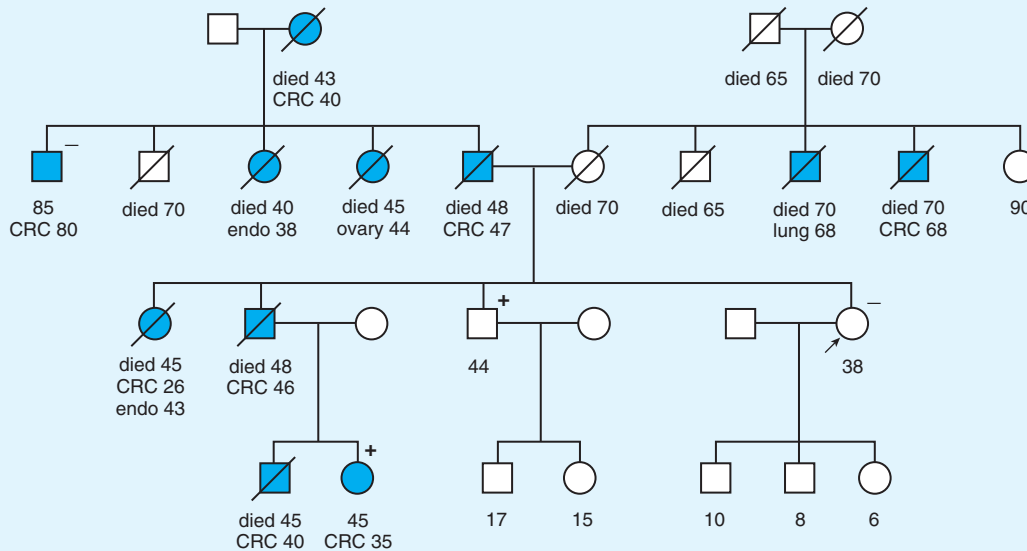 died 43
CRC 40
died 65
died 70
–
85
CRC 80
died 70
died 40
endo 38
died 45
ovary 44
died 48
CRC 47
died 70
died 65
died 70
lung 68
died 70
CRC 68
90
+
–
died 45
CRC 26
endo 43
died 48
CRC 46
44
38
+
died 45
CRC 40
45
CRC 35
17
15
10
8
6